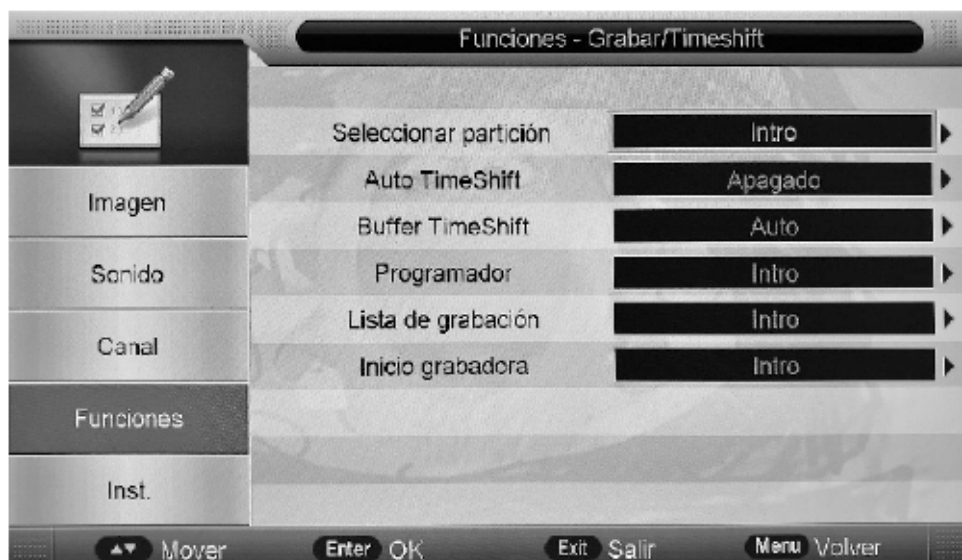 Funciones - Grabar/Timeshift
Imagen
Sonido
Canal
Funciones
Inst.
Seleccionar partición Intro
Auto TimeShift Apagado
Buffer TimeShift Auto
Programador Intro
Lista de grabación Intro
Inicio grabadora Intro
Mover Enter OK Exit Salir Menu Volver